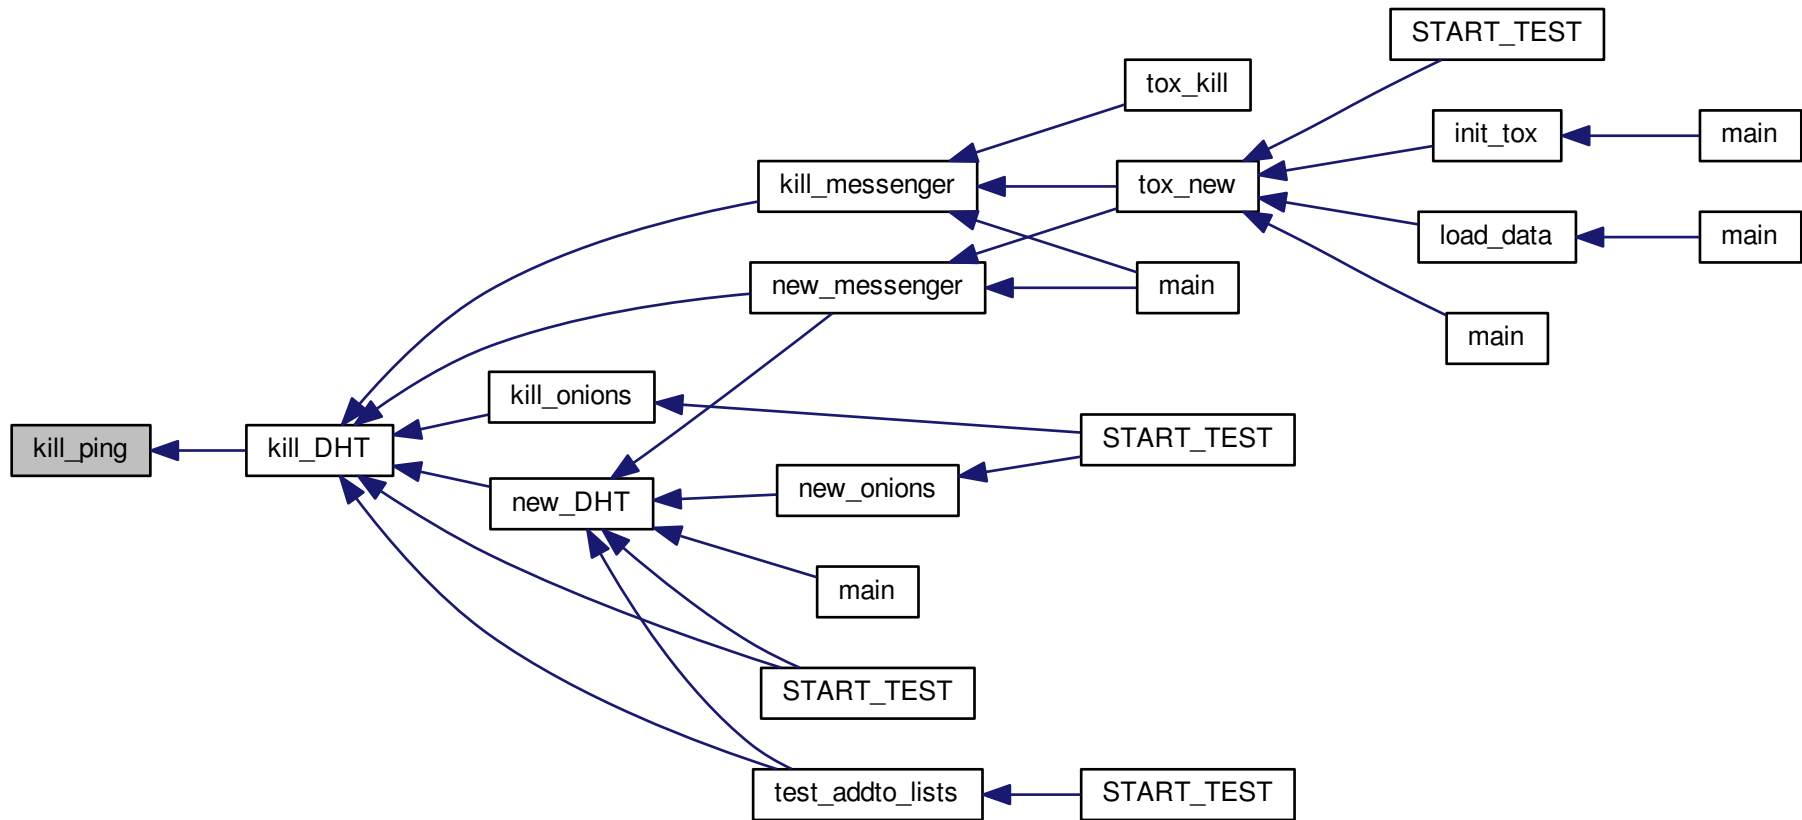 START_TEST
tox_kill
init_tox
main
kill_messenger
tox_new
load_data
main
new_messenger
main
main
kill_onions
kill_ping
kill_DHT
START_TEST
new_DHT
new_onions
main
START_TEST
test_addto_lists
START_TEST